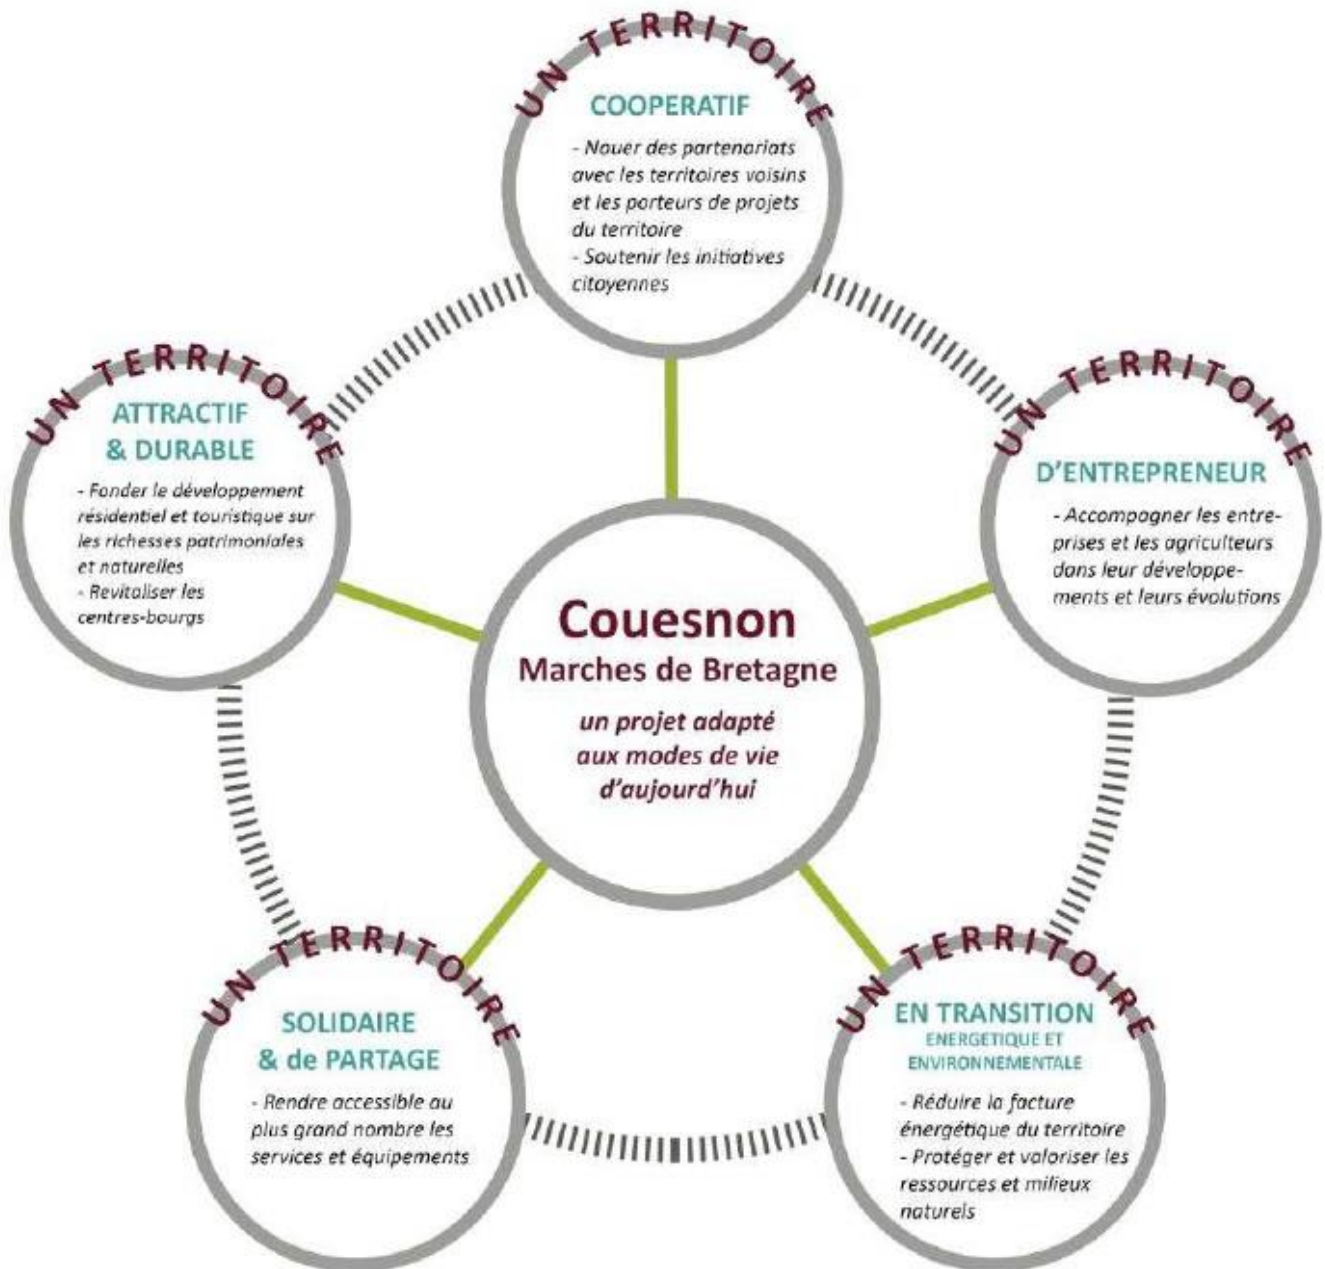 UN TERRITOIRE
COOPERATIF
- Nouer des partenariats
avec les territoires voisins
et les porteurs de projets
du territoire
- Soutenir les initiatives
citoyennes
UN TERRITOIRE
ATTRACTIF
& DURABLE
- Fonder le développement
résidentiel et touristique sur
les richesses patrimoniales
et naturelles
- Revitaliser les
centres-bourgs
UN TERRITOIRE
D'ENTREPRENEUR
- Accompagner les entre-
prises et les agriculteurs
dans leur développe-
ments et leurs évolutions
Couesnon
Marches de Bretagne
un projet adapté
aux modes de vie
d'aujourd'hui
UN TERRITOIRE
SOLIDAIRE
& de PARTAGE
- Rendre accessible au
plus grand nombre les
services et équipements
UN TERRITOIRE
EN TRANSITION
ENERGETIQUE ET
ENVIRONNEMENTALE
- Réduire la facture
énergétique du territoire
- Protéger et valoriser les
ressources et milieux
naturels